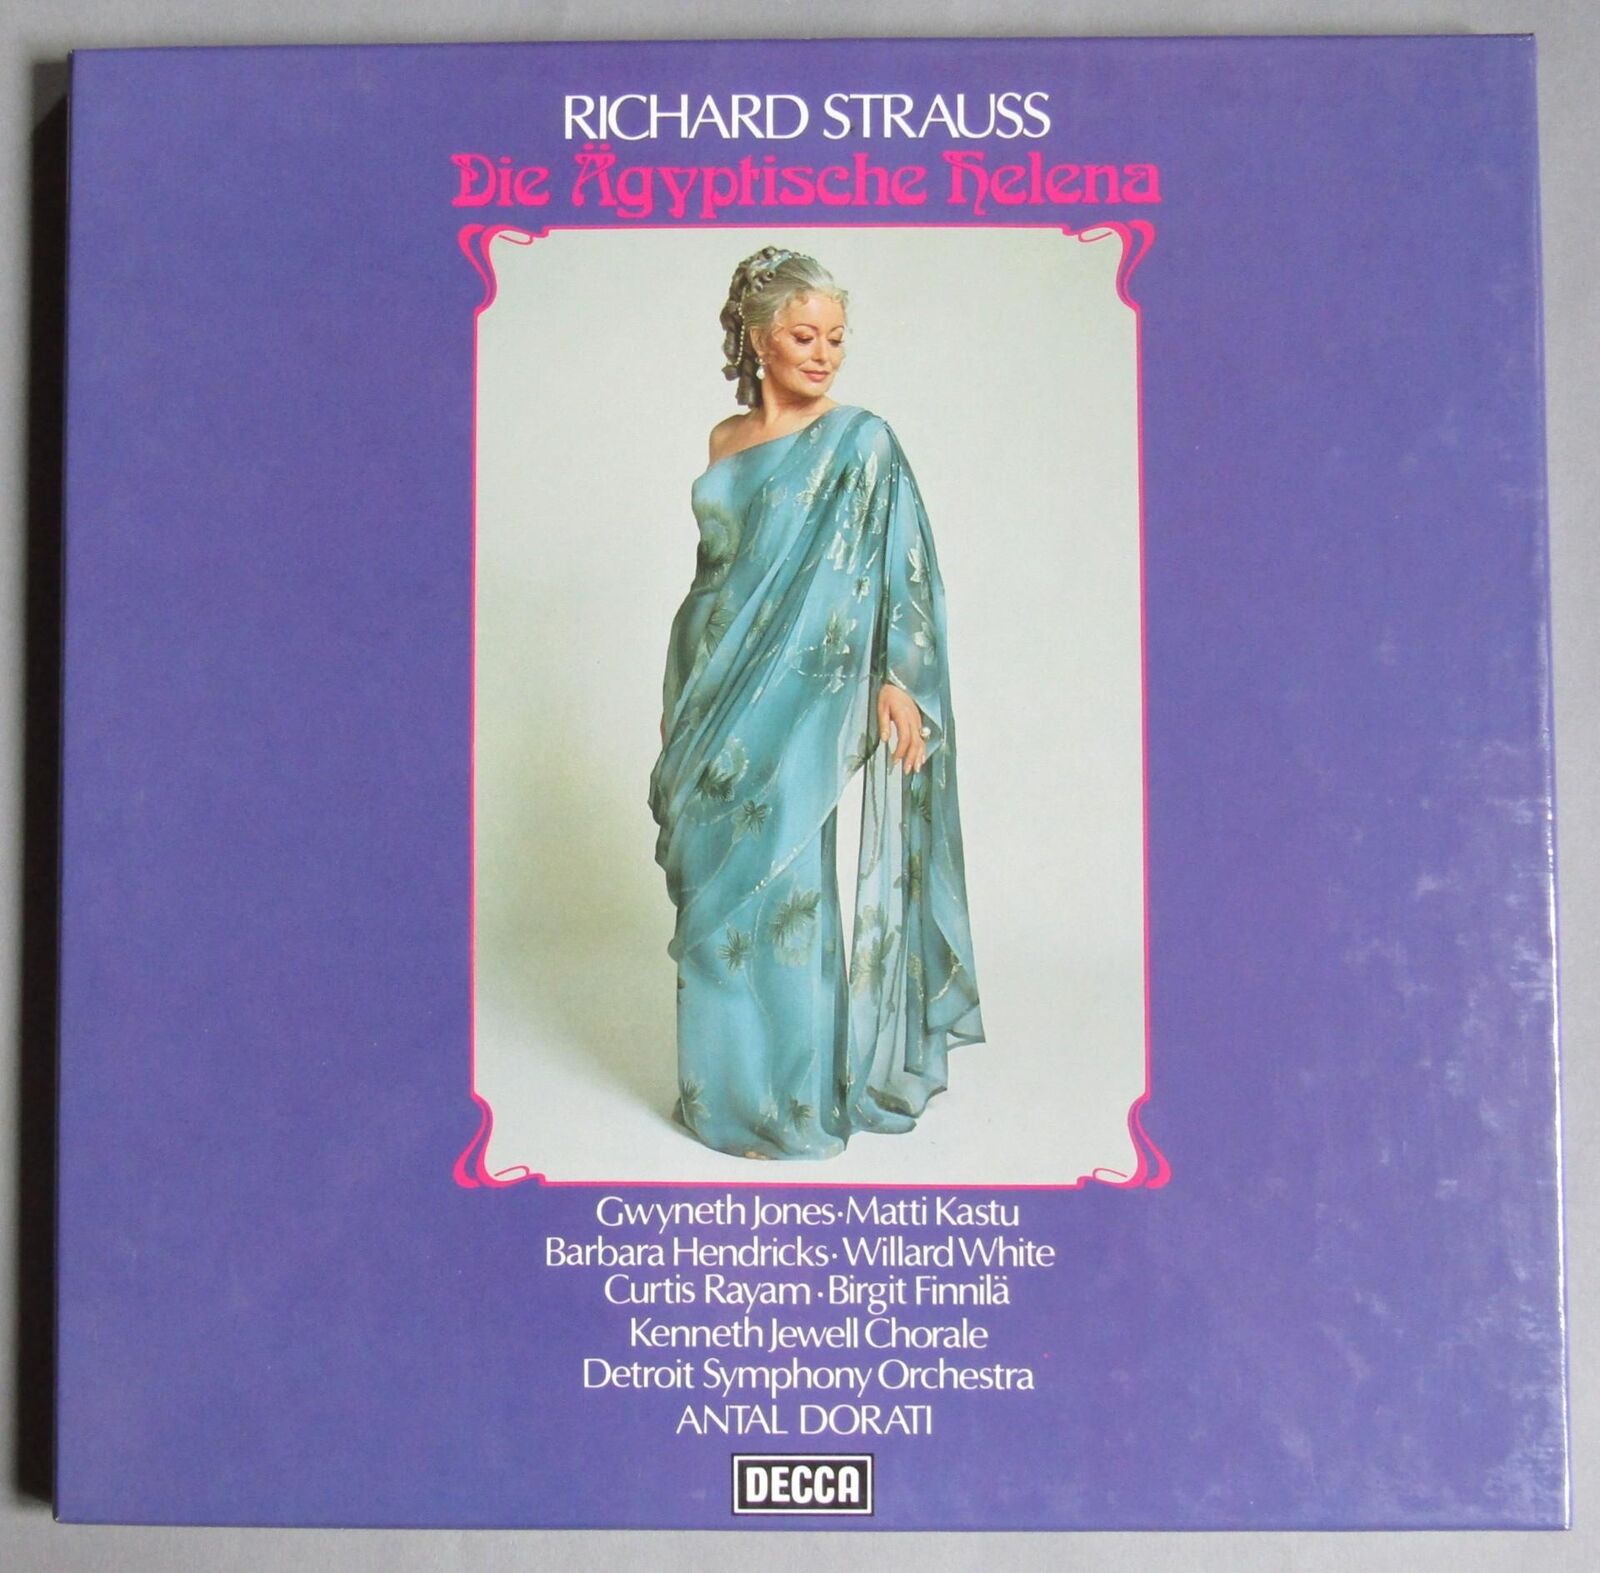 RICHARD STRAUSS
Die Ägyptische Helena
Gwyneth Jones·Matti Kastu
Barbara Hendricks·Willard White
Curtis Rayam·Birgit Finnilä
Kenneth Jewell Chorale
Detroit Symphony Orchestra
ANTAL DORATI
DECCA